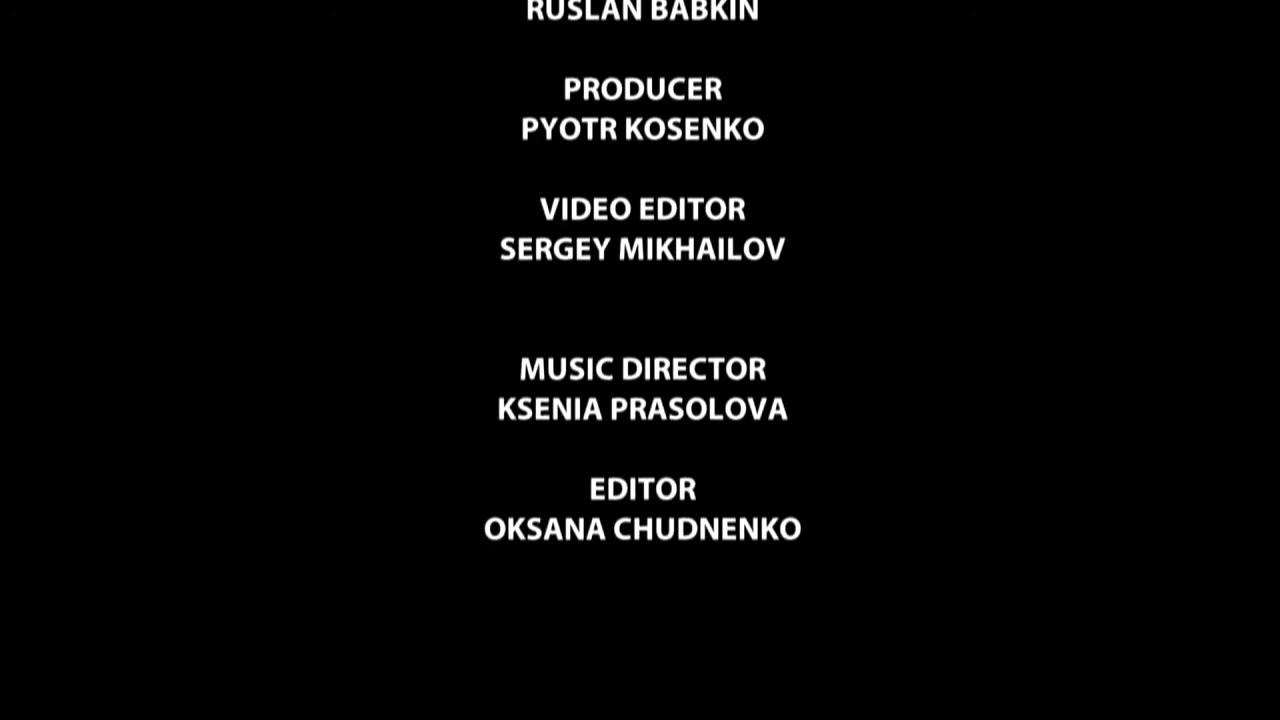 RUSLAN BABKIN
PRODUCER
PYOTR KOSENKO
VIDEO EDITOR
SERGEY MIKHAILOV
MUSIC DIRECTOR
KSENIA PRASOLOVA
EDITOR
OKSANA CHUDNENKO